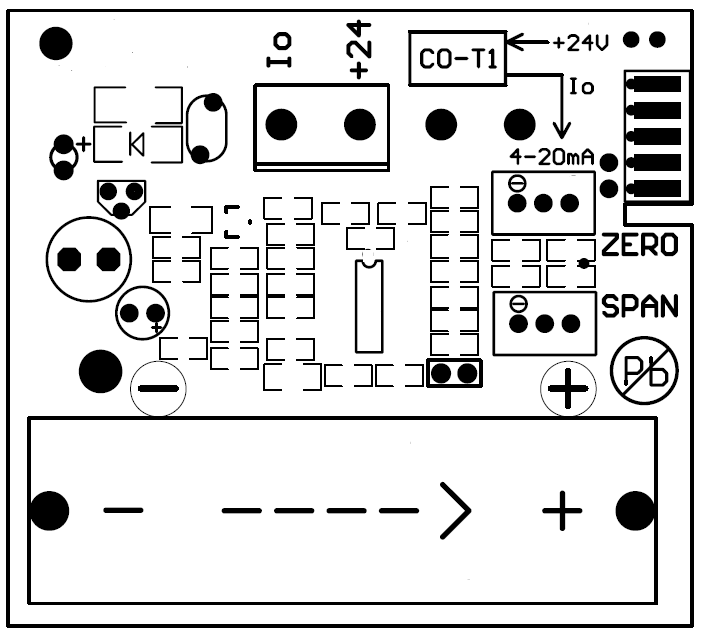 Io
+24
CO-T1
+24V
Io
4-20mA
+
ZERO
SPAN
+
Pb
- +
- ----> +